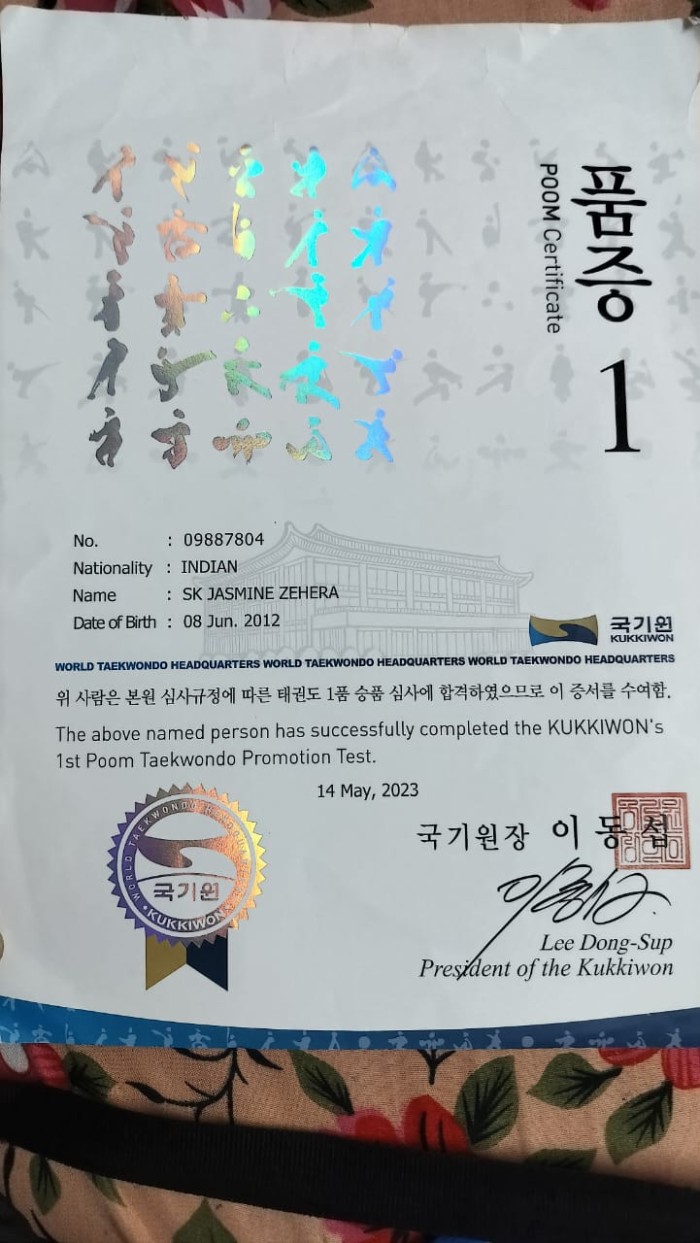 품증
POOM Certificate
1
No. : 09887804
Nationality : INDIAN
Name : SK JASMINE ZEHERA
Date of Birth : 08 Jun. 2012
국기원
KUKKIWON
WORLD TAEKWONDO HEADQUARTERS WORLD TAEKWONDO HEADQUARTERS WORLD TAEKWONDO HEADQUARTERS
위 사람은 본원 심사규정에 따른 태권도 1품 승품 심사에 합격하였으므로 이 증서를 수여함.
The above named person has successfully completed the KUKKIWON's
1st Poom Taekwondo Promotion Test.
14 May, 2023
국기원장 이동섭
Lee Dong-Sup
President of the Kukkiwon
WORLD TAEKWONDO HEADQUARTERS
국기원
•KUKKIWON•